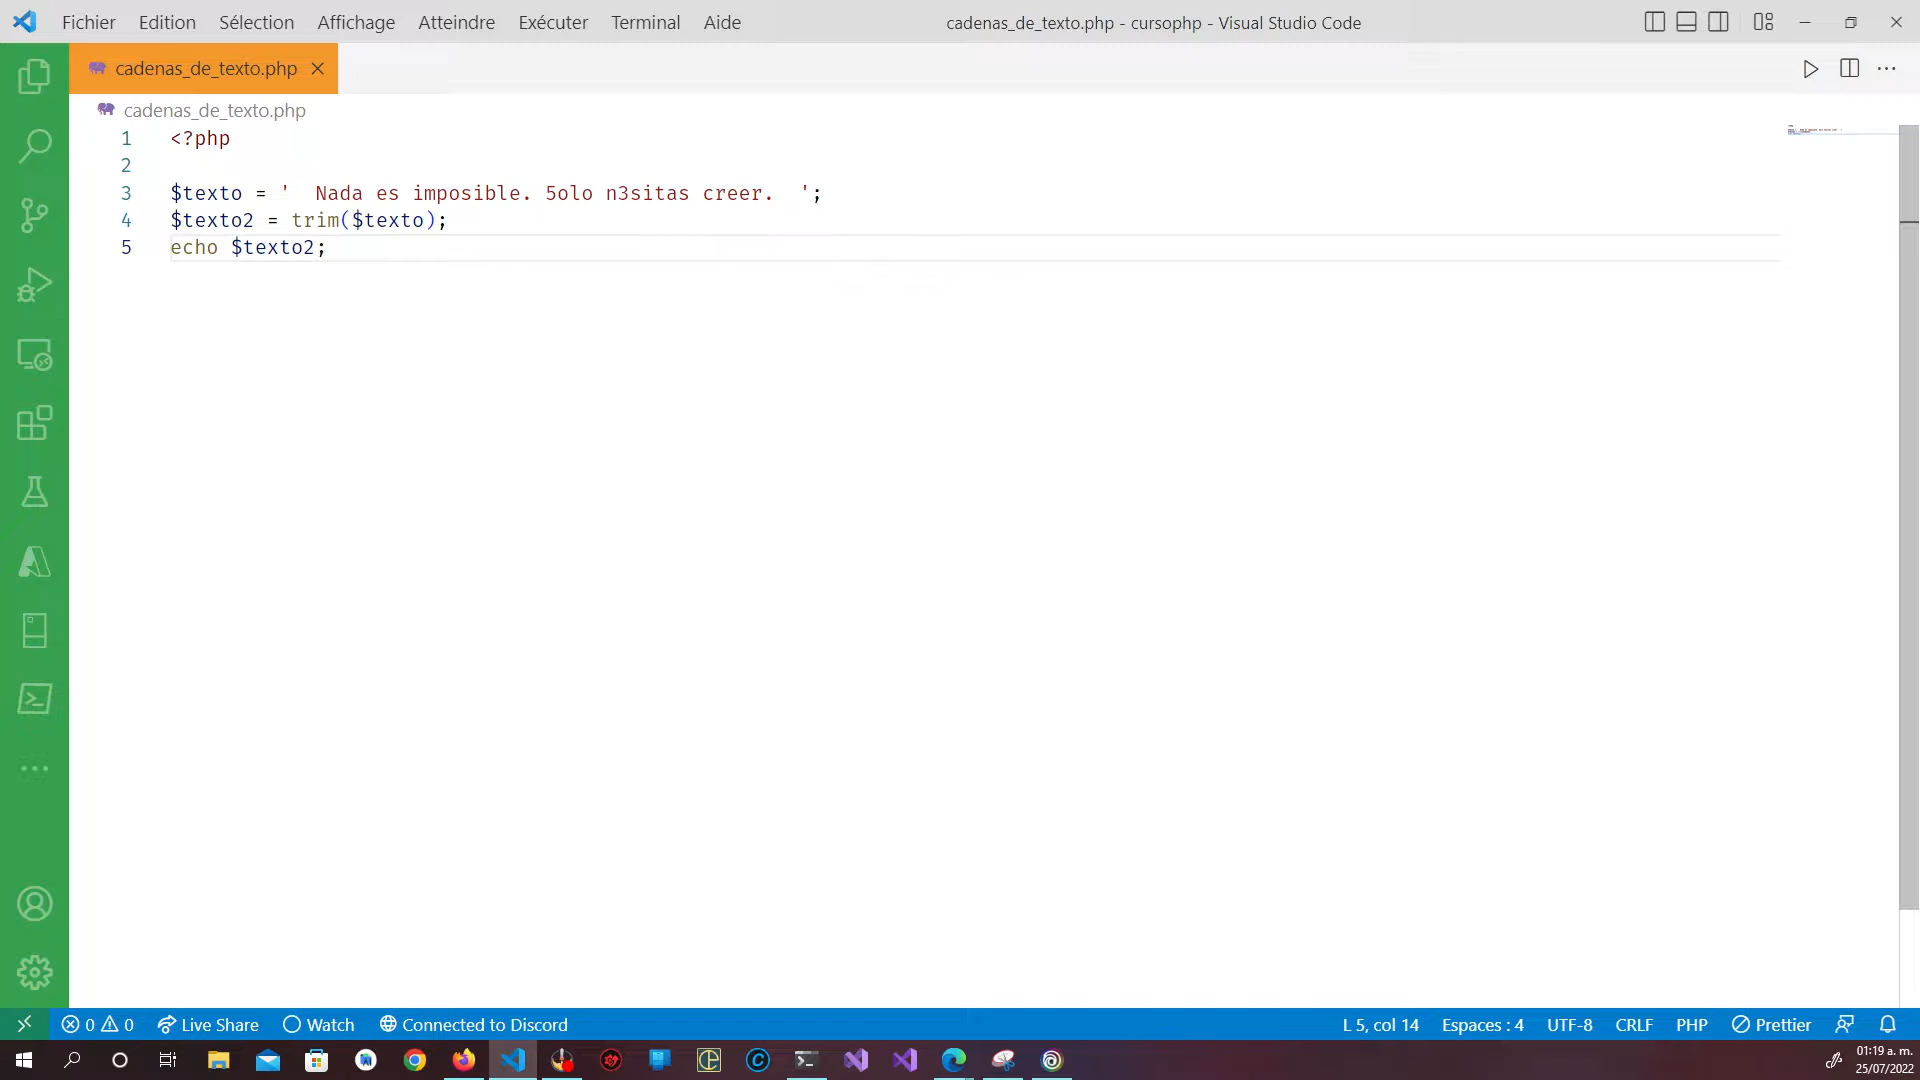 Fichier Edition Sélection Affichage Atteindre Exécuter Terminal Aide cadenas_de_texto.php - cursophp - Visual Studio Code
cadenas_de_texto.php
cadenas_de_texto.php
1 <?php
2
3 $texto = '  Nada es imposible. 5olo n3sitas creer.  ';
4 $texto2 = trim($texto);
5 echo $texto2;
0 0 Live Share Watch Connected to Discord L 5, col 14 Espaces : 4 UTF-8 CRLF PHP Prettier
01:19 a. m.
25/07/2022